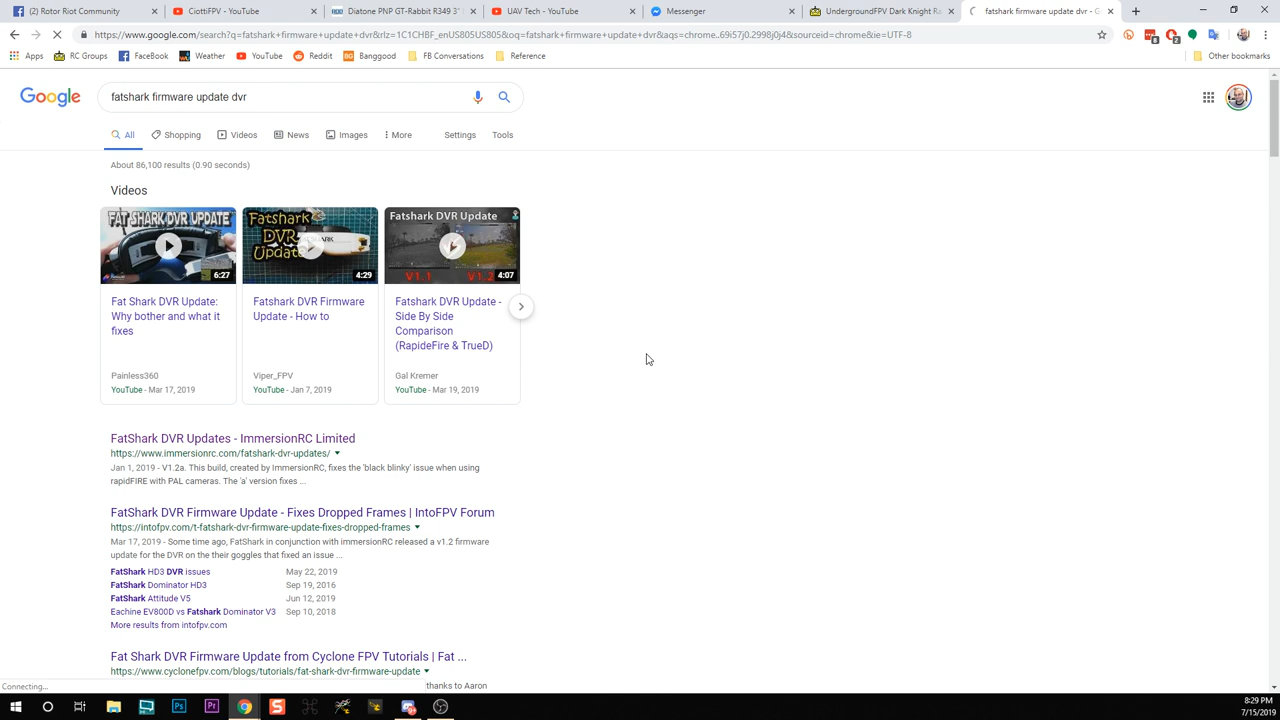 (2) Rotor Riot Community
CiottiFPV - YouTube
Diatone PNP GT-Rabbit R349 3"
UAV Tech - YouTube
Messenger
UndergroundFPV Dark Knight Ra
fatshark firmware update dvr - G
https://www.google.com/search?q=fatshark+firmware+update+dvr&rlz=1C1CHBF_enUS805US805&oq=fatshark+firmware+update+dvr&aqs=chrome..69i57j0.2998j0j4&sourceid=chrome&ie=UTF-8
Apps
RC Groups
FaceBook
Weather
YouTube
Reddit
Banggood
FB Conversations
Reference
Other bookmarks
Google
fatshark firmware update dvr
All
Shopping
Videos
News
Images
More
Settings
Tools
About 86,100 results (0.90 seconds)
Videos
FAT SHARK DVR UPDATE
6:27
Fatshark
DVR
Update
4:29
Fatshark DVR Update
V1.1
V1.2
4:07
Fat Shark DVR Update:
Why bother and what it
fixes
Painless360
YouTube - Mar 17, 2019
Fatshark DVR Firmware
Update - How to
Viper_FPV
YouTube - Jan 7, 2019
Fatshark DVR Update -
Side By Side
Comparison
(RapideFire & TrueD)
Gal Kremer
YouTube - Mar 19, 2019
FatShark DVR Updates - ImmersionRC Limited
https://www.immersionrc.com/fatshark-dvr-updates/
Jan 1, 2019 - V1.2a. This build, created by ImmersionRC, fixes the 'black blinky' issue when using
rapidFIRE with PAL cameras. The 'a' version fixes ...
FatShark DVR Firmware Update - Fixes Dropped Frames | IntoFPV Forum
https://intofpv.com/t-fatshark-dvr-firmware-update-fixes-dropped-frames
Mar 17, 2019 - Some time ago, FatShark in conjunction with immersionRC released a v1.2 firmware
update for the DVR on the their goggles that fixed an issue ...
FatShark HD3 DVR issues May 22, 2019
FatShark Dominator HD3 Sep 19, 2016
FatShark Attitude V5 Jun 12, 2019
Eachine EV800D vs Fatshark Dominator V3 Sep 10, 2018
More results from intofpv.com
Fat Shark DVR Firmware Update from Cyclone FPV Tutorials | Fat ...
https://www.cyclonefpv.com/blogs/tutorials/fat-shark-dvr-firmware-update
Connecting...
thanks to Aaron
8:29 PM
7/15/2019